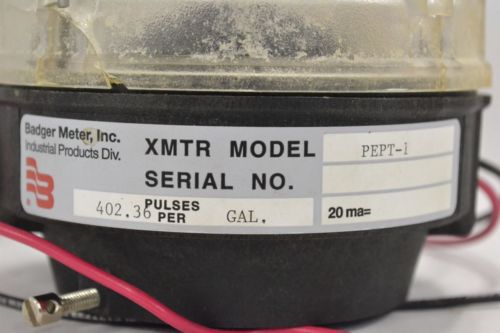 Badger Meter, Inc.
Industrial Products Div.
XMTR MODEL PEPT-1
SERIAL NO.
402.36 PULSES PER GAL.
20 ma=